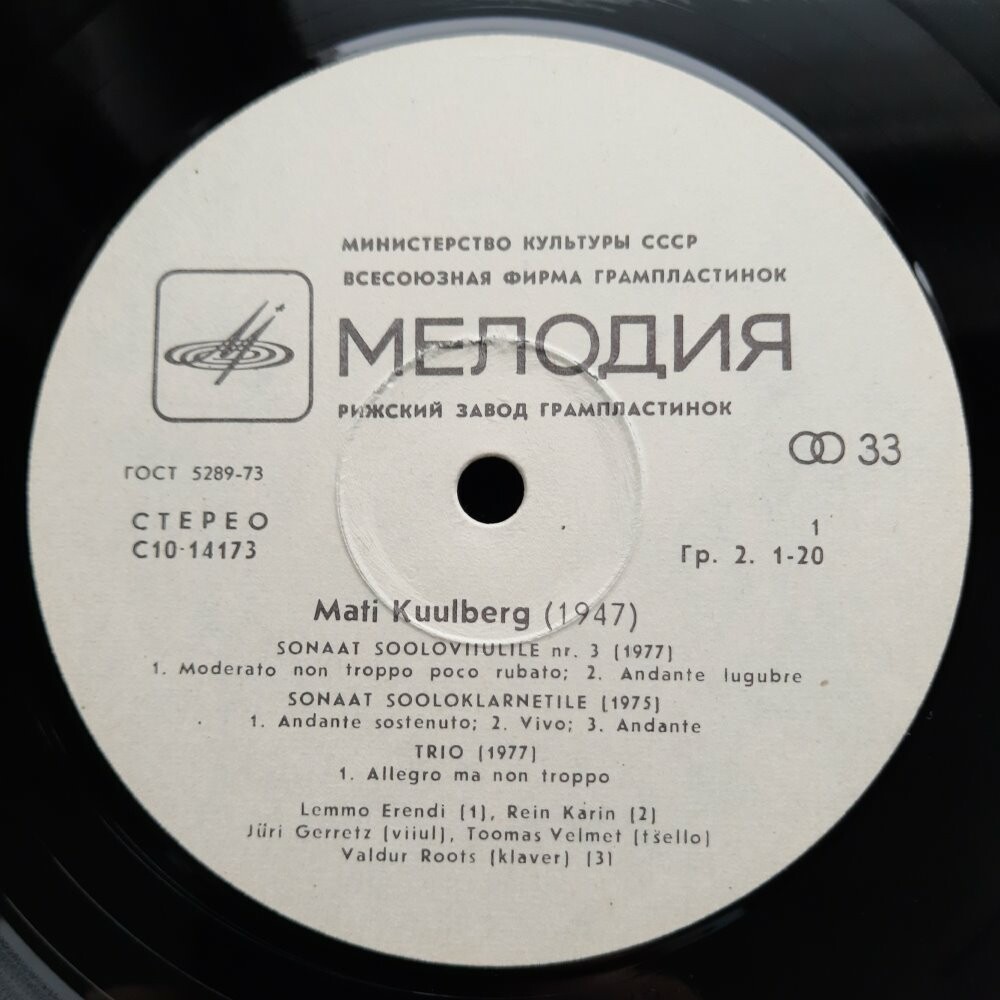 МИНИСТЕРСТВО КУЛЬТУРЫ СССР
ВСЕСОЮЗНАЯ ФИРМА ГРАМПЛАСТИНОК
МЕЛОДИЯ
РИЖСКИЙ ЗАВОД ГРАМПЛАСТИНОК
33
ГОСТ 5289-73
СТЕРЕО
С10-14173
1
Гр. 2. 1-20
Mati Kuulberg (1947)
SONAAT SOOLOVIIULILE nr. 3 (1977)
1. Moderato non troppo poco rubato; 2. Andante lugubre
SONAAT SOOLOKLARNETILE (1975)
1. Andante sostenuto; 2. Vivo; 3. Andante
TRIO (1977)
1. Allegro ma non troppo
Lemmo Erendi (1), Rein Karin (2)
Jüri Gerretz (viiul), Toomas Velmet (tšello)
Valdur Roots (klaver) (3)